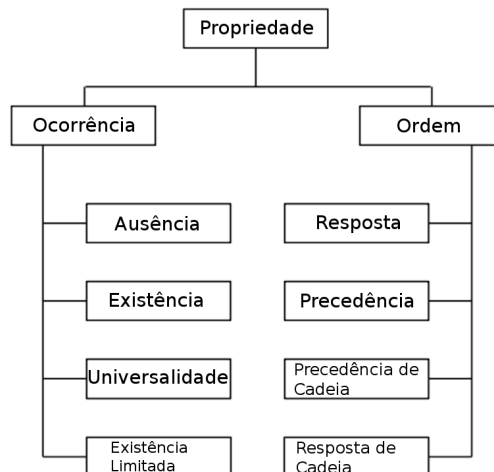 Propriedade
Ocorrência
Ordem
Ausência
Resposta
Existência
Precedência
Universalidade
Precedência de
Cadeia
Existência
Limitada
Resposta de
Cadeia